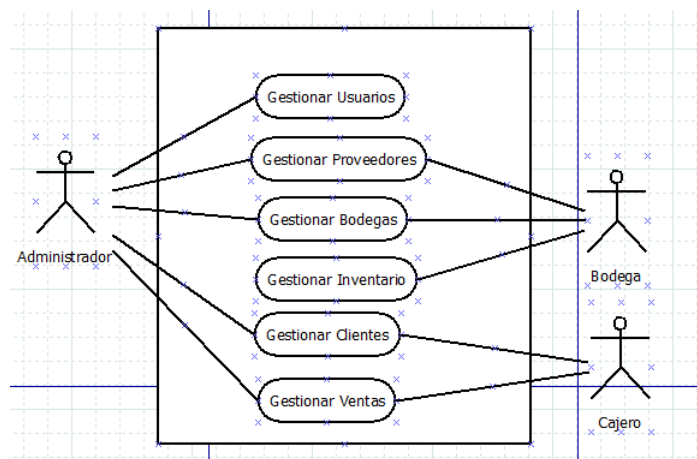 Gestionar Usuarios
Gestionar Proveedores
Gestionar Bodegas
Administrador
Gestionar Inventario
Bodega
Gestionar Clientes
Gestionar Ventas
Cajero